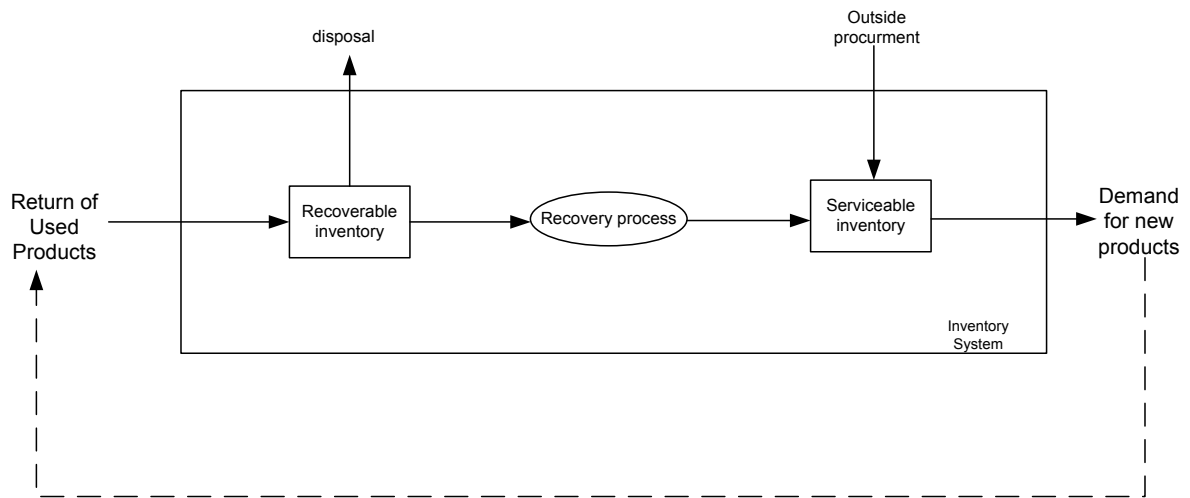 disposal
Outside
procurment
Return of
Used
Products
Recoverable
inventory
Recovery process
Serviceable
inventory
Demand
for new
products
Inventory
System